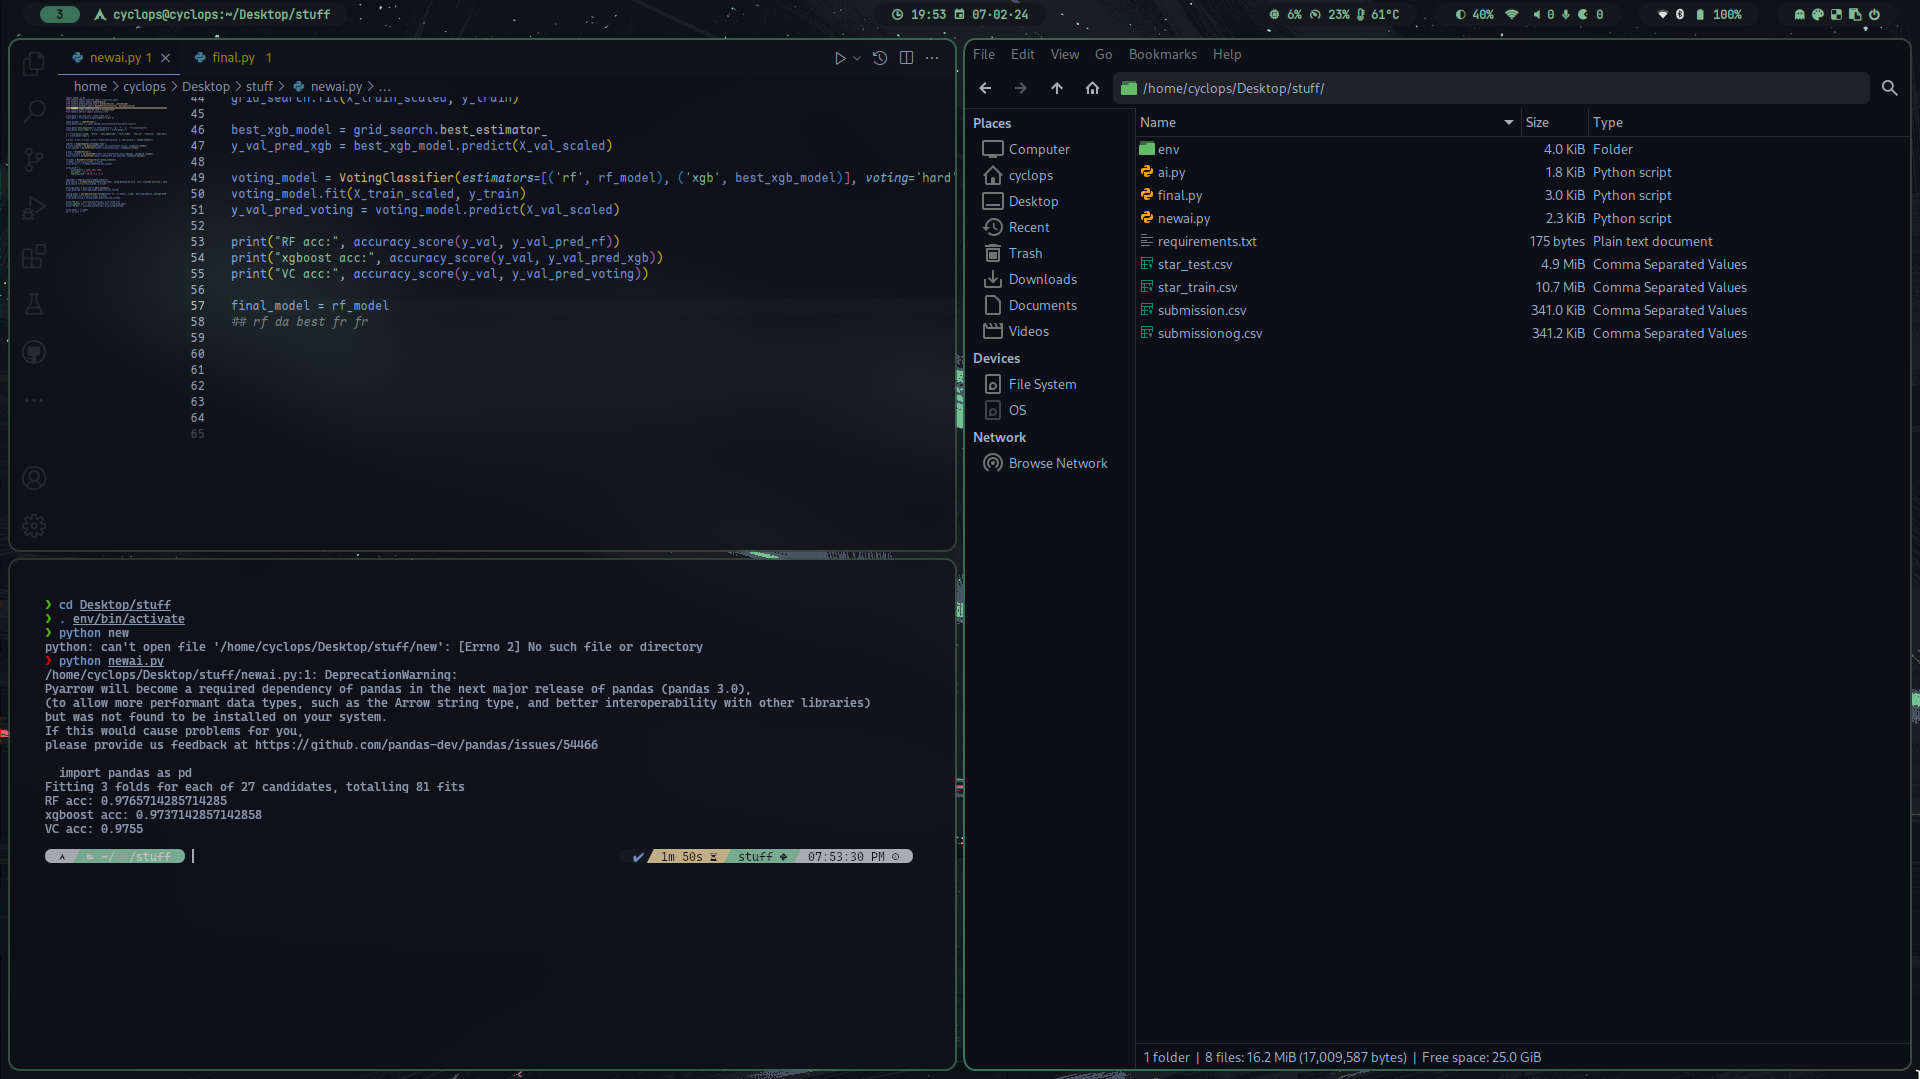 3 cyclops@cyclops:~/Desktop/stuff 19:53 07·02·24 6% 23% 61°C 40% 0 0 100%
newai.py 1 final.py 1
home > cyclops > Desktop > stuff > newai.py > ...
44 grid_search.fit(X_train_scaled, y_train)
45
46 best_xgb_model = grid_search.best_estimator_
47 y_val_pred_xgb = best_xgb_model.predict(X_val_scaled)
48
49 voting_model = VotingClassifier(estimators=[('rf', rf_model), ('xgb', best_xgb_model)], voting='hard'
50 voting_model.fit(X_train_scaled, y_train)
51 y_val_pred_voting = voting_model.predict(X_val_scaled)
52
53 print("RF acc:", accuracy_score(y_val, y_val_pred_rf))
54 print("xgboost acc:", accuracy_score(y_val, y_val_pred_xgb))
55 print("VC acc:", accuracy_score(y_val, y_val_pred_voting))
56
57 final_model = rf_model
58 ## rf da best fr fr
59
60
61
62
63
64
65
❯ cd Desktop/stuff
❯ . env/bin/activate
❯ python new
python: can't open file '/home/cyclops/Desktop/stuff/new': [Errno 2] No such file or directory
❯ python newai.py
/home/cyclops/Desktop/stuff/newai.py:1: DeprecationWarning:
Pyarrow will become a required dependency of pandas in the next major release of pandas (pandas 3.0),
(to allow more performant data types, such as the Arrow string type, and better interoperability with other libraries)
but was not found to be installed on your system.
If this would cause problems for you,
please provide us feedback at https://github.com/pandas-dev/pandas/issues/54466
import pandas as pd
Fitting 3 folds for each of 27 candidates, totalling 81 fits
RF acc: 0.9765714285714285
xgboost acc: 0.9737142857142858
VC acc: 0.9755
~/ /stuff 1m 50s stuff 07:53:30 PM
File Edit View Go Bookmarks Help
/home/cyclops/Desktop/stuff/
Places
Computer
cyclops
Desktop
Recent
Trash
Downloads
Documents
Videos
Devices
File System
OS
Network
Browse Network
Name Size Type
env 4.0 KiB Folder
ai.py 1.8 KiB Python script
final.py 3.0 KiB Python script
newai.py 2.3 KiB Python script
requirements.txt 175 bytes Plain text document
star_test.csv 4.9 MiB Comma Separated Values
star_train.csv 10.7 MiB Comma Separated Values
submission.csv 341.0 KiB Comma Separated Values
submissionog.csv 341.2 KiB Comma Separated Values
1 folder | 8 files: 16.2 MiB (17,009,587 bytes) | Free space: 25.0 GiB